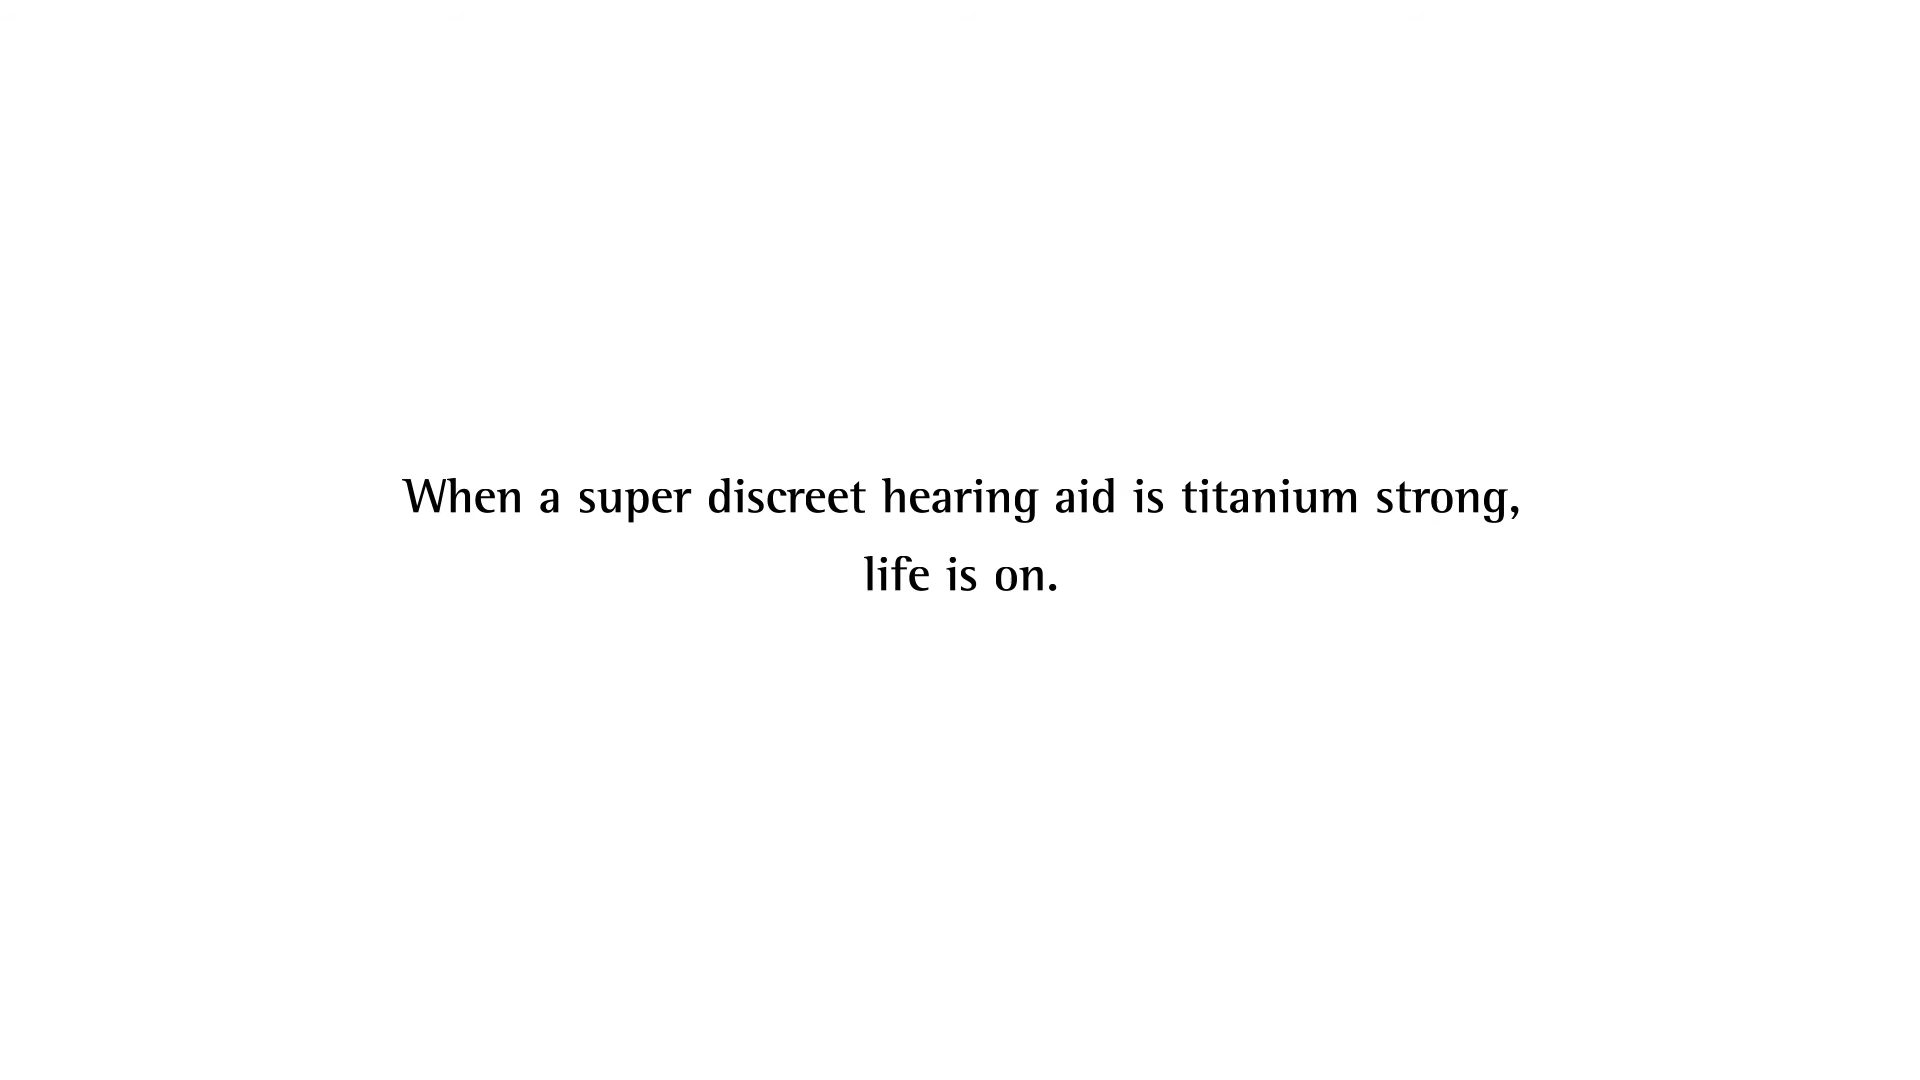 When a super discreet hearing aid is titanium strong,
life is on.